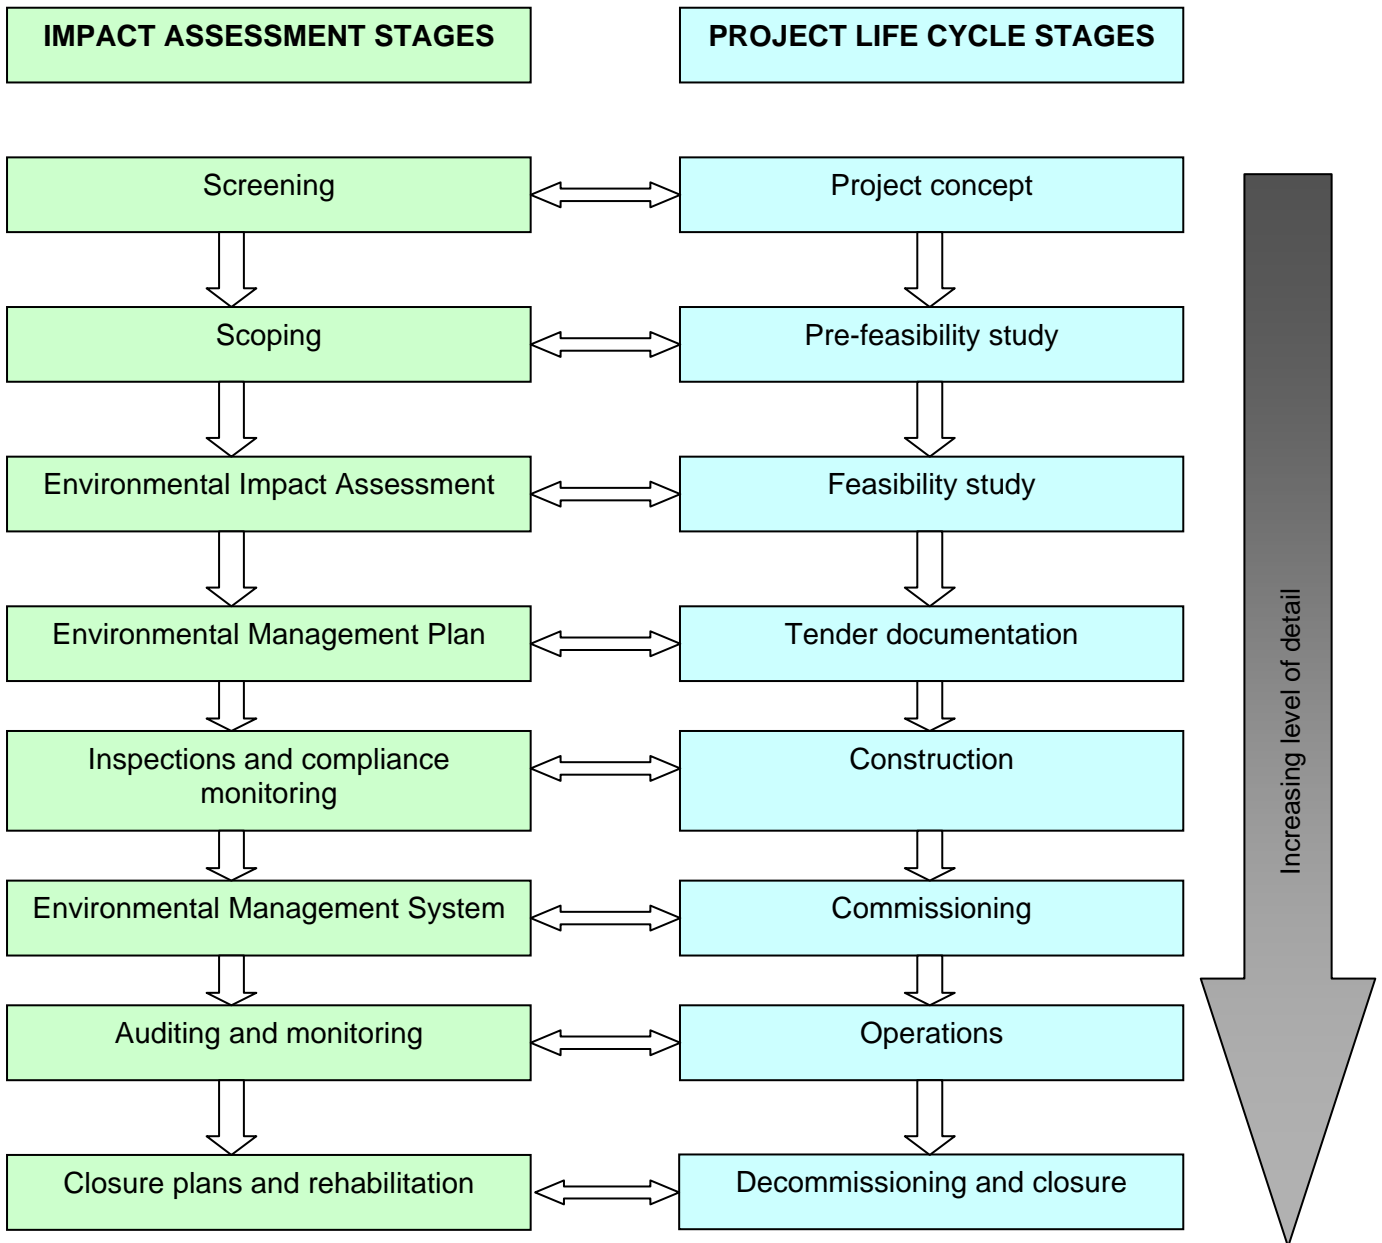 IMPACT ASSESSMENT STAGES
PROJECT LIFE CYCLE STAGES
Screening
Project concept
Scoping
Pre-feasibility study
Environmental Impact Assessment
Feasibility study
Environmental Management Plan
Tender documentation
Inspections and compliance
monitoring
Construction
Environmental Management System
Commissioning
Auditing and monitoring
Operations
Closure plans and rehabilitation
Decommissioning and closure
Increasing level of detail